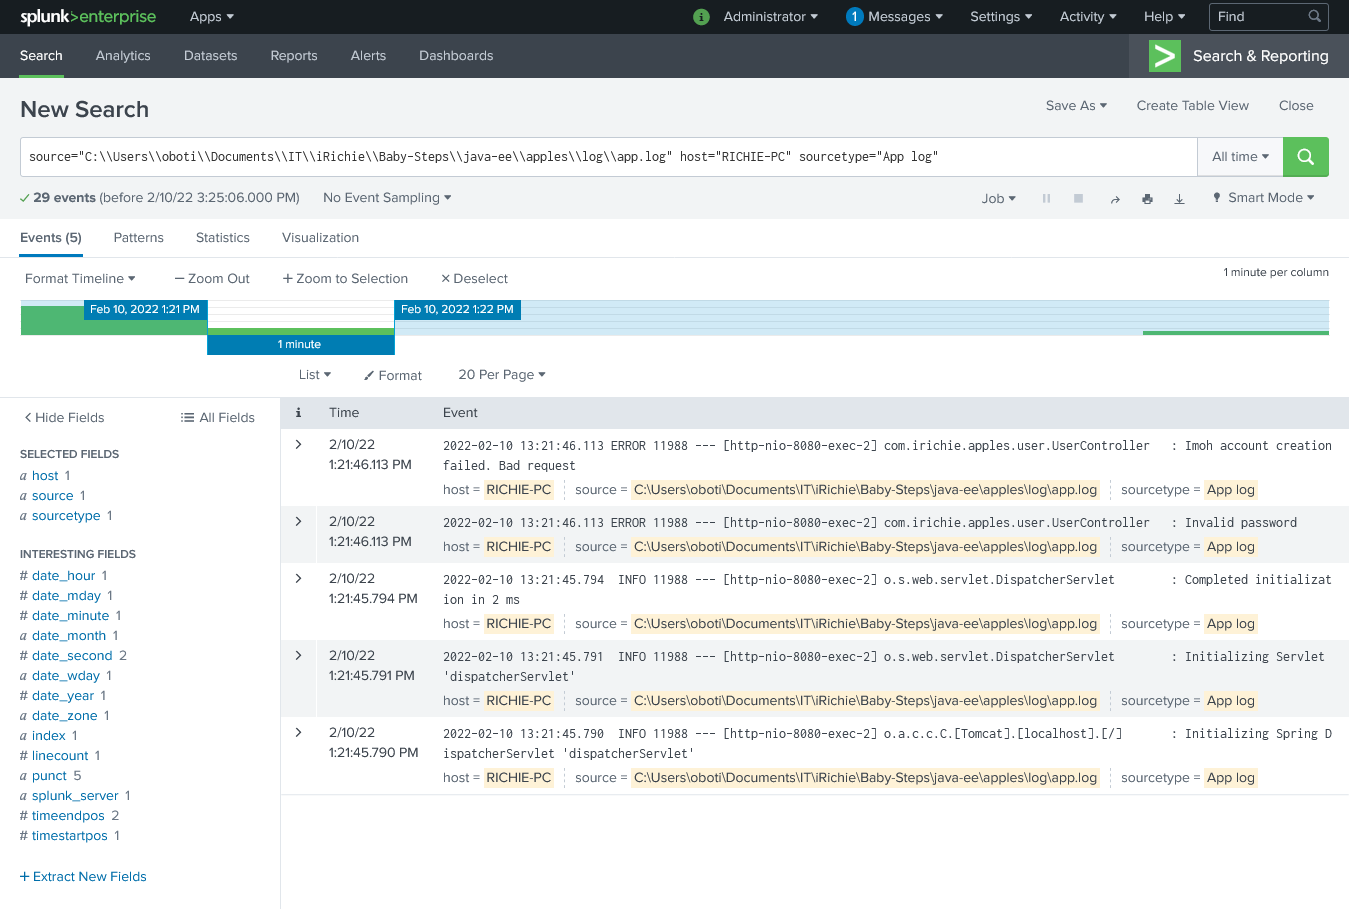 splunk>enterprise Apps Administrator 1 Messages Settings Activity Help Find
Search Analytics Datasets Reports Alerts Dashboards Search & Reporting
New Search Save As Create Table View Close
source="C:\\Users\\oboti\\Documents\\IT\\iRichie\\Baby-Steps\\java-ee\\apples\\log\\app.log" host="RICHIE-PC" sourcetype="App log" All time
29 events (before 2/10/22 3:25:06.000 PM) No Event Sampling Job Smart Mode
Events (5) Patterns Statistics Visualization
Format Timeline Zoom Out Zoom to Selection Deselect 1 minute per column
Feb 10, 2022 1:21 PM Feb 10, 2022 1:22 PM
1 minute
List Format 20 Per Page
Hide Fields All Fields
SELECTED FIELDS
a host 1
a source 1
a sourcetype 1
INTERESTING FIELDS
# date_hour 1
# date_mday 1
# date_minute 1
a date_month 1
# date_second 2
a date_wday 1
# date_year 1
a date_zone 1
a index 1
# linecount 1
a punct 5
a splunk_server 1
# timeendpos 2
# timestartpos 1
+ Extract New Fields
i Time Event
2/10/22 2022-02-10 13:21:46.113 ERROR 11988 --- [http-nio-8080-exec-2] com.irichie.apples.user.UserController : Imoh account creation
1:21:46.113 PM failed. Bad request
host = RICHIE-PC source = C:\Users\oboti\Documents\IT\iRichie\Baby-Steps\java-ee\apples\log\app.log sourcetype = App log
2/10/22 2022-02-10 13:21:46.113 ERROR 11988 --- [http-nio-8080-exec-2] com.irichie.apples.user.UserController : Invalid password
1:21:46.113 PM host = RICHIE-PC source = C:\Users\oboti\Documents\IT\iRichie\Baby-Steps\java-ee\apples\log\app.log sourcetype = App log
2/10/22 2022-02-10 13:21:45.794 INFO 11988 --- [http-nio-8080-exec-2] o.s.web.servlet.DispatcherServlet : Completed initializat
1:21:45.794 PM ion in 2 ms
host = RICHIE-PC source = C:\Users\oboti\Documents\IT\iRichie\Baby-Steps\java-ee\apples\log\app.log sourcetype = App log
2/10/22 2022-02-10 13:21:45.791 INFO 11988 --- [http-nio-8080-exec-2] o.s.web.servlet.DispatcherServlet : Initializing Servlet
1:21:45.791 PM 'dispatcherServlet'
host = RICHIE-PC source = C:\Users\oboti\Documents\IT\iRichie\Baby-Steps\java-ee\apples\log\app.log sourcetype = App log
2/10/22 2022-02-10 13:21:45.790 INFO 11988 --- [http-nio-8080-exec-2] o.a.c.c.C.[Tomcat].[localhost].[/] : Initializing Spring D
1:21:45.790 PM ispatcherServlet 'dispatcherServlet'
host = RICHIE-PC source = C:\Users\oboti\Documents\IT\iRichie\Baby-Steps\java-ee\apples\log\app.log sourcetype = App log